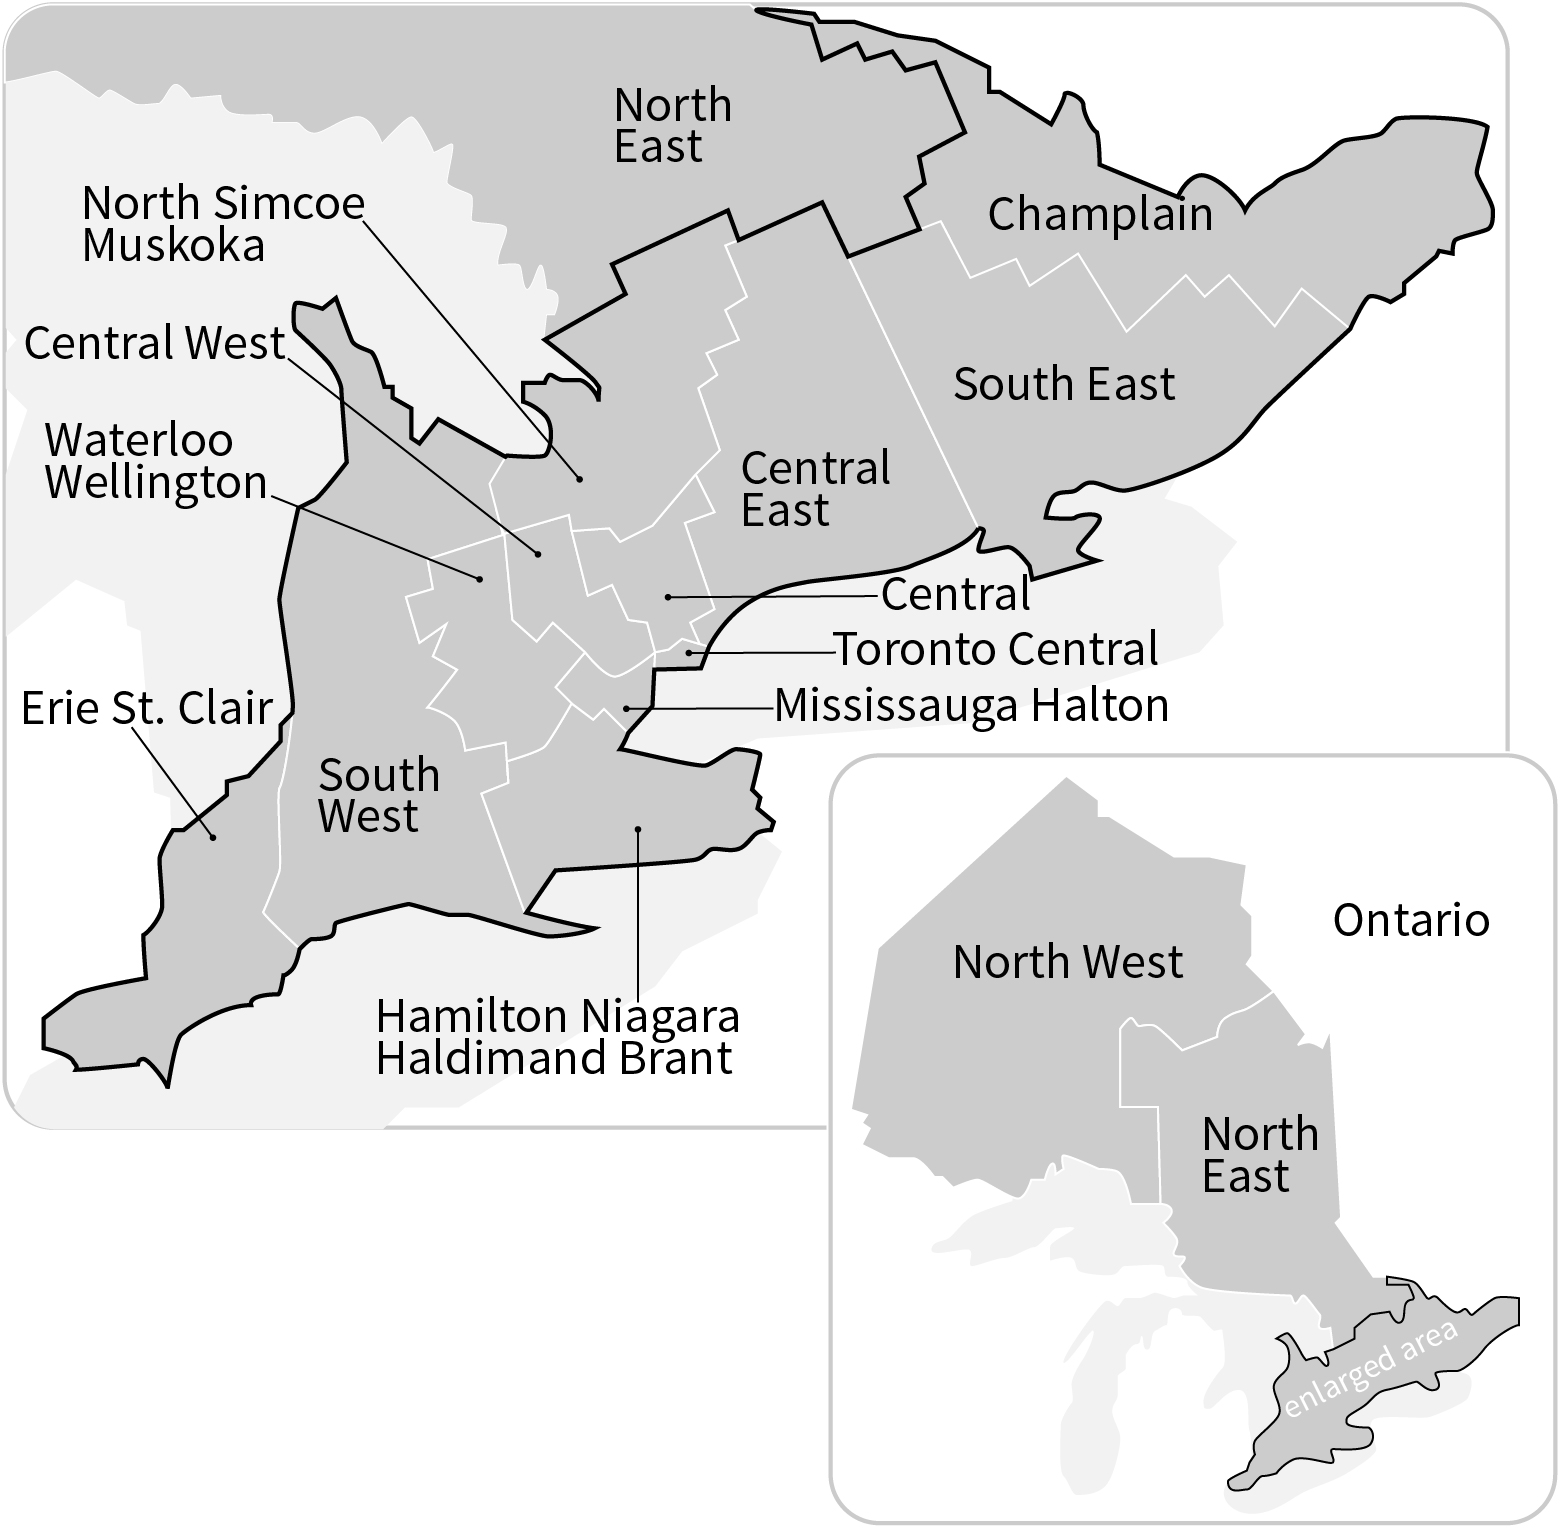 North
East
North Simcoe
Muskoka
Champlain
Central West
South East
Waterloo
Wellington
Central
East
Central
Toronto Central
Mississauga Halton
Erie St. Clair
South
West
Hamilton Niagara
Haldimand Brant
Ontario
North West
North
East
enlarged area